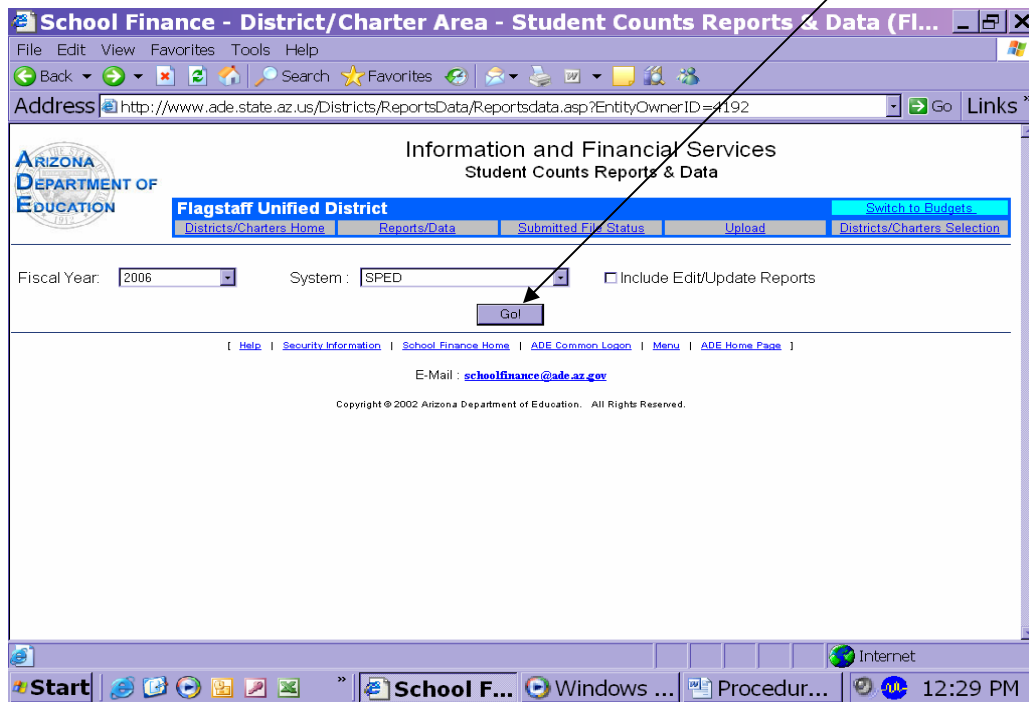 School Finance - District/Charter Area - Student Counts Reports & Data (Fl...
File Edit View Favorites Tools Help
Back Search Favorites
Address http://www.ade.state.az.us/Districts/ReportsData/Reportsdata.asp?EntityOwnerID=4192 Go Links »
ARIZONA
DEPARTMENT OF
EDUCATION
1912
Information and Financial Services
Student Counts Reports & Data
Flagstaff Unified District Switch to Budgets
Districts/Charters Home Reports/Data Submitted File Status Upload Districts/Charters Selection
Fiscal Year: 2006 System : SPED Include Edit/Update Reports
Go!
[ Help | Security Information | School Finance Home | ADE Common Logon | Menu | ADE Home Page ]
E-Mail : schoolfinance@ade.az.gov
Copyright © 2002 Arizona Department of Education. All Rights Reserved.
Internet
Start » School F... Windows ... Procedur... 12:29 PM